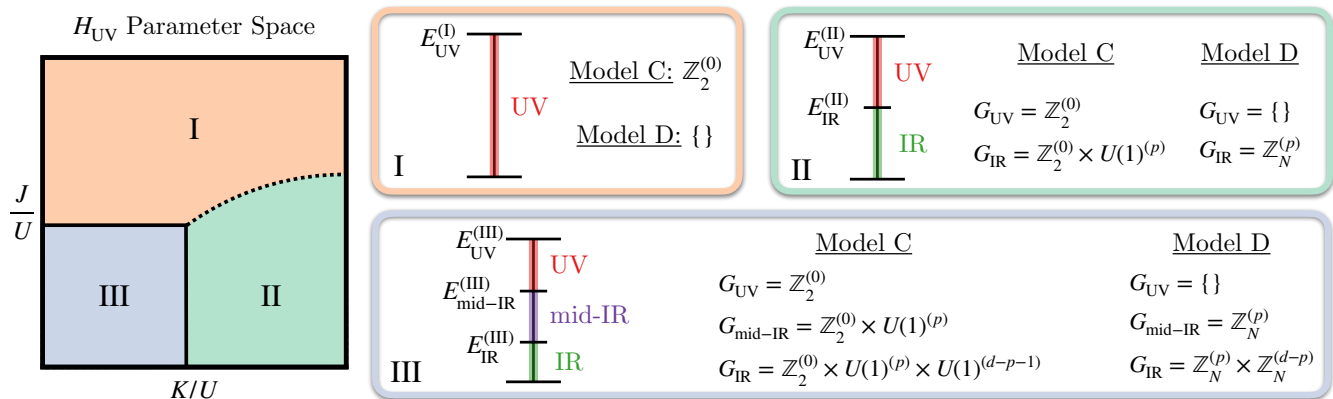 H_UV Parameter Space
J/U
I
III
II
K/U
E_UV^(I)
UV
Model C: ℤ_2^(0)
Model D: {}
I
E_UV^(II)
E_IR^(II)
UV
IR
II
Model C
G_UV = ℤ_2^(0)
G_IR = ℤ_2^(0) × U(1)^(p)
Model D
G_UV = {}
G_IR = ℤ_N^(p)
E_UV^(III)
E_mid−IR^(III)
E_IR^(III)
UV
mid-IR
IR
III
Model C
G_UV = ℤ_2^(0)
G_mid−IR = ℤ_2^(0) × U(1)^(p)
G_IR = ℤ_2^(0) × U(1)^(p) × U(1)^(d−p−1)
Model D
G_UV = {}
G_mid−IR = ℤ_N^(p)
G_IR = ℤ_N^(p) × ℤ_N^(d−p)